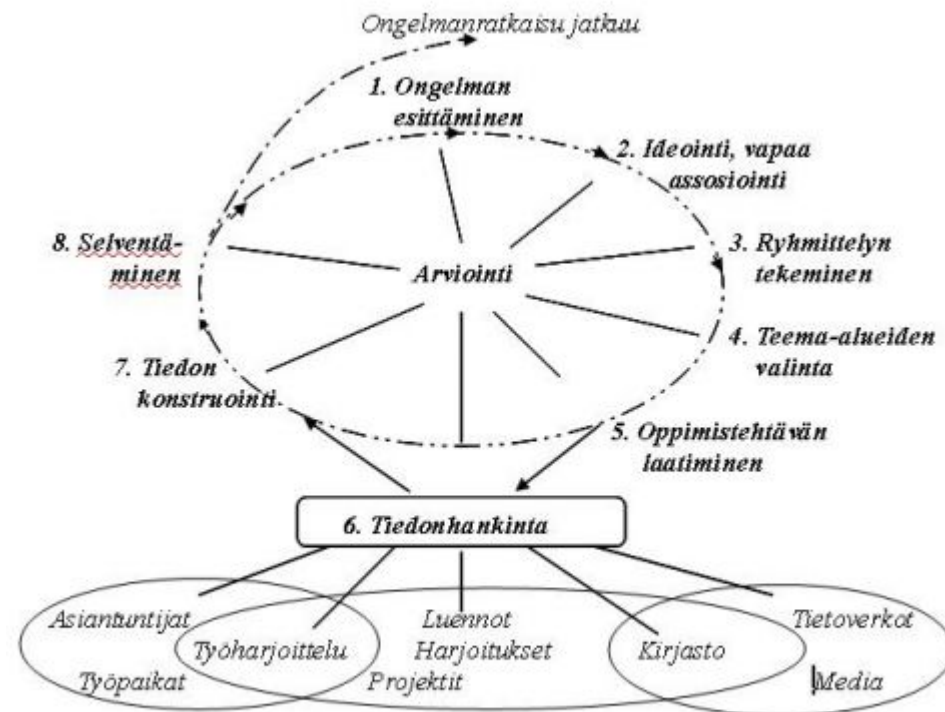 Ongelmanratkaisu jatkuu
1. Ongelman
esittäminen
2. Ideointi, vapaa
assosiointi
8. Selventä-
minen
Arviointi
3. Ryhmittelyn
tekeminen
4. Teema-alueiden
valinta
7. Tiedon
konstruointi
5. Oppimistehtävän
laatiminen
6. Tiedonhankinta
Asiantuntijat
Luennot
Tietoverkot
Työharjoittelu
Harjoitukset
Kirjasto
Työpaikat
Projektit
Media